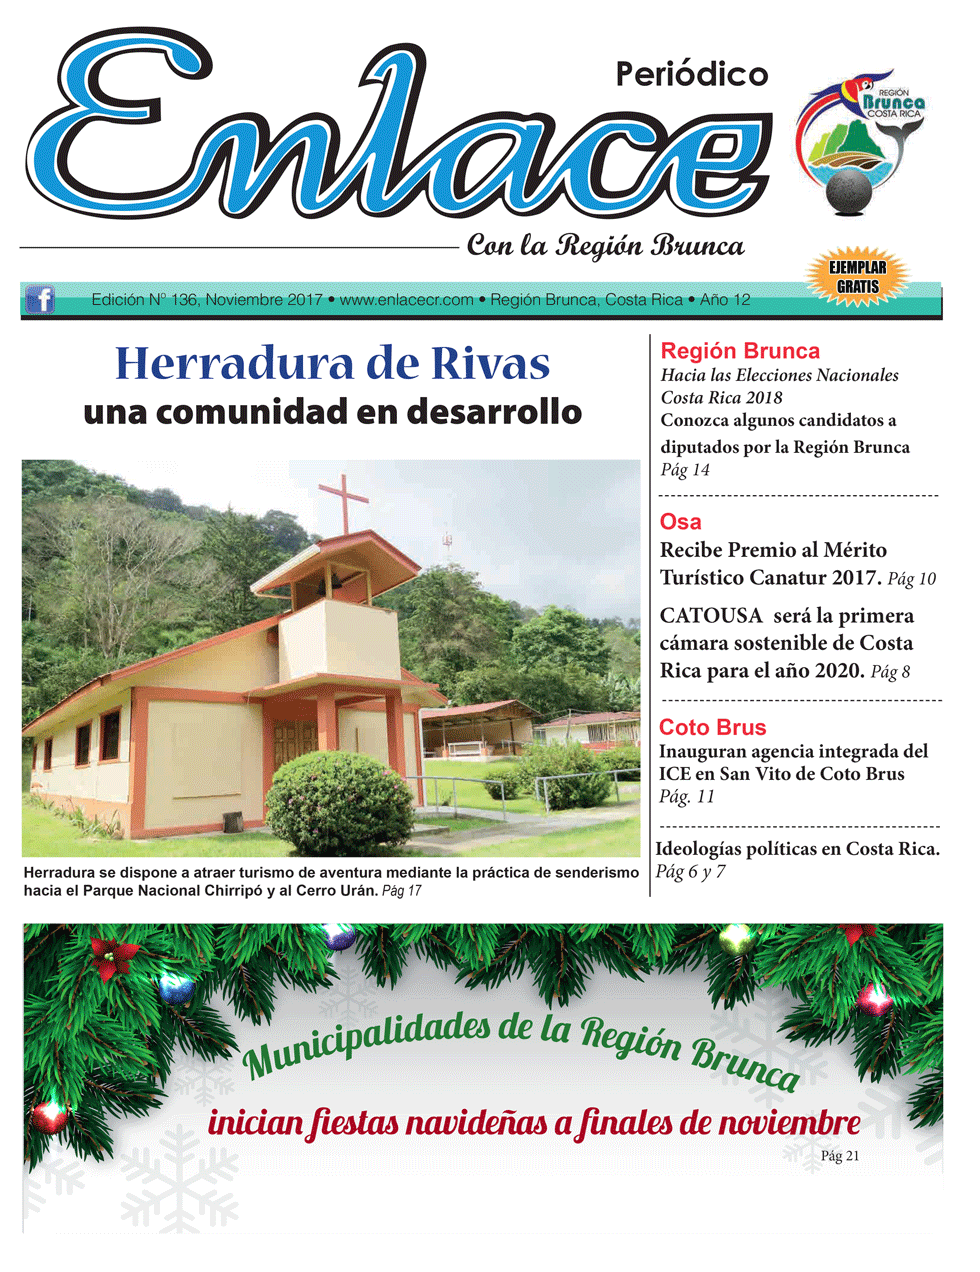 Periódico
Enlace
REGIÓN
Brunca
COSTA RICA
Con la Región Brunca
EJEMPLAR
GRATIS
f
Edición N° 136, Noviembre 2017 • www.enlacecr.com • Región Brunca, Costa Rica • Año 12
Herradura de Rivas
una comunidad en desarrollo
Herradura se dispone a atraer turismo de aventura mediante la práctica de senderismo
hacia el Parque Nacional Chirripó y al Cerro Urán. Pág 17
Región Brunca
Hacia las Elecciones Nacionales
Costa Rica 2018
Conozca algunos candidatos a
diputados por la Región Brunca
Pág 14
Osa
Recibe Premio al Mérito
Turístico Canatur 2017. Pág 10
CATOUSA será la primera
cámara sostenible de Costa
Rica para el año 2020. Pág 8
Coto Brus
Inauguran agencia integrada del
ICE en San Vito de Coto Brus
Pág. 11
Ideologías políticas en Costa Rica.
Pág 6 y 7
Municipalidades de la Región Brunca
inician fiestas navideñas a finales de noviembre
Pág 21